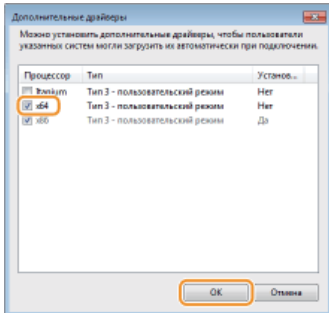 Дополнительные драйверы
Можно установить дополнительные драйверы, чтобы пользователи
указанных систем могли загрузить их автоматически при подключении.
Процессор Тип Установ...
Itanium Тип 3 - пользовательский режим Нет
x64 Тип 3 - пользовательский режим Нет
x86 Тип 3 - пользовательский режим Да
OK Отмена